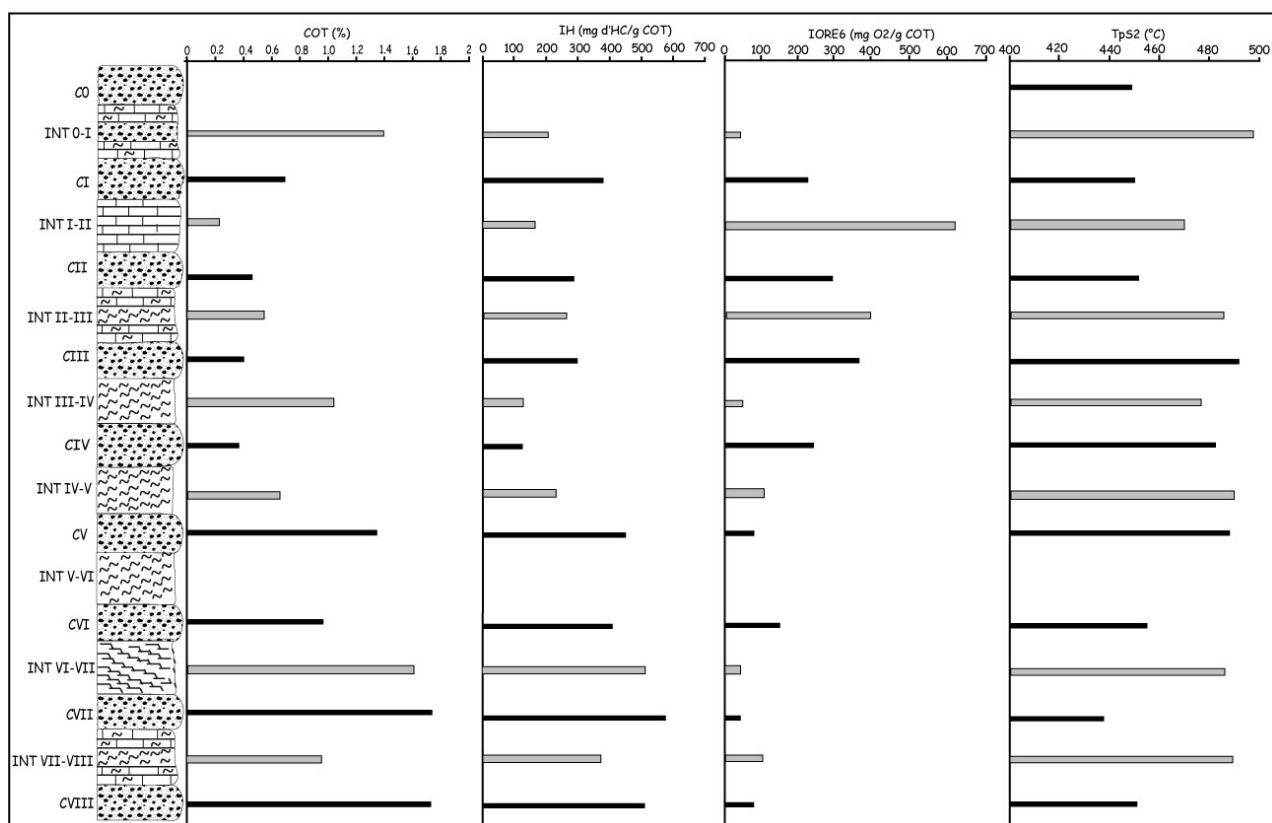 COT (%) IH (mg d'HC/g COT) IORE6 (mg O2/g COT) TpS2 (°C)
0 0.2 0.4 0.6 0.8 1.0 1.2 1.4 1.6 1.8 2 0 100 200 300 400 500 600 700 0 100 200 300 400 500 600 700 400 420 440 460 480 500
C0
INT 0-I
CI
INT I-II
CII
INT II-III
CIII
INT III-IV
CIV
INT IV-V
CV
INT V-VI
CVI
INT VI-VII
CVII
INT VII-VIII
CVIII